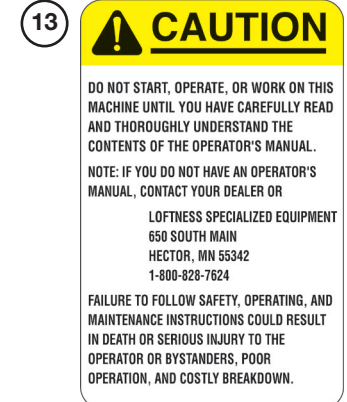 13
CAUTION
DO NOT START, OPERATE, OR WORK ON THIS
MACHINE UNTIL YOU HAVE CAREFULLY READ
AND THOROUGHLY UNDERSTAND THE
CONTENTS OF THE OPERATOR'S MANUAL.
NOTE: IF YOU DO NOT HAVE AN OPERATOR'S
MANUAL, CONTACT YOUR DEALER OR
LOFTNESS SPECIALIZED EQUIPMENT
650 SOUTH MAIN
HECTOR, MN 55342
1-800-828-7624
FAILURE TO FOLLOW SAFETY, OPERATING, AND
MAINTENANCE INSTRUCTIONS COULD RESULT
IN DEATH OR SERIOUS INJURY TO THE
OPERATOR OR BYSTANDERS, POOR
OPERATION, AND COSTLY BREAKDOWN.